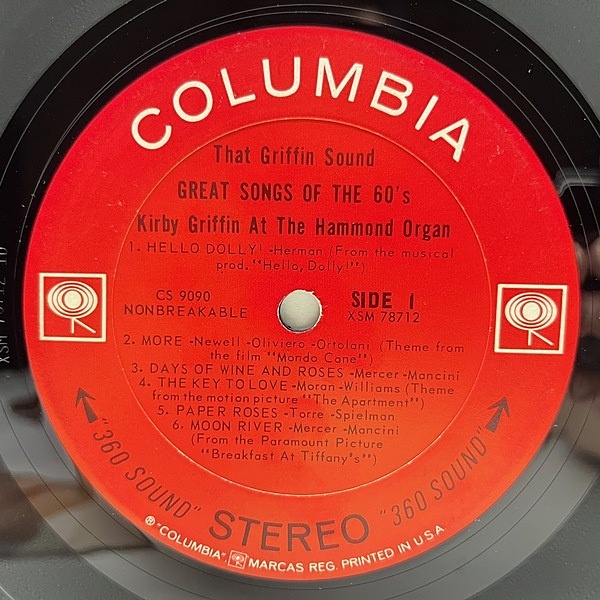 COLUMBIA
That Griffin Sound
GREAT SONGS OF THE 60's
Kirby Griffin At The Hammond Organ
1. HELLO DOLLY! -Herman (From the musical
prod. "Hello, Dolly!")
CS 9090
NONBREAKABLE
SIDE 1
XSM 78712
2. MORE -Newell -Oliviero -Ortolani (Theme from
the film "Mondo Cane")
3. DAYS OF WINE AND ROSES -Mercer -Mancini
4. THE KEY TO LOVE -Moran -Williams (Theme
from the motion picture "The Apartment")
5. PAPER ROSES -Torre -Spielman
6. MOON RIVER -Mercer -Mancini
(From the Paramount Picture
"Breakfast At Tiffany's")
"360 SOUND" STEREO "360 SOUND"
® "COLUMBIA" MARCAS REG. PRINTED IN U.S.A.
XSM 78712